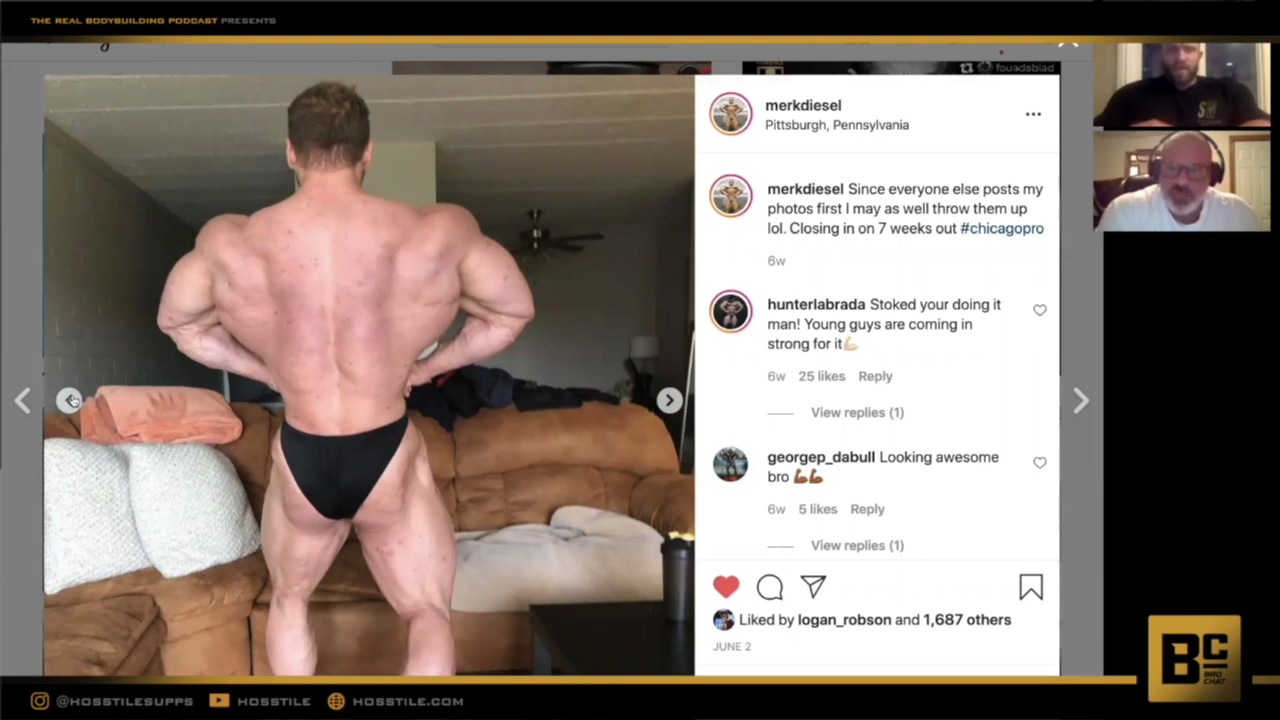 THE REAL BODYBUILDING PODCAST PRESENTS
fouadabiad
merkdiesel
Pittsburgh, Pennsylvania
merkdiesel Since everyone else posts my
photos first I may as well throw them up
lol. Closing in on 7 weeks out #chicagopro
6w
hunterlabrada Stoked your doing it
man! Young guys are coming in
strong for it
6w 25 likes Reply
View replies (1)
georgep_dabull Looking awesome
bro
6w 5 likes Reply
View replies (1)
Liked by logan_robson and 1,687 others
JUNE 2
BC
BRO
CHAT
@HOSSTILESUPPS HOSSTILE HOSSTILE.COM